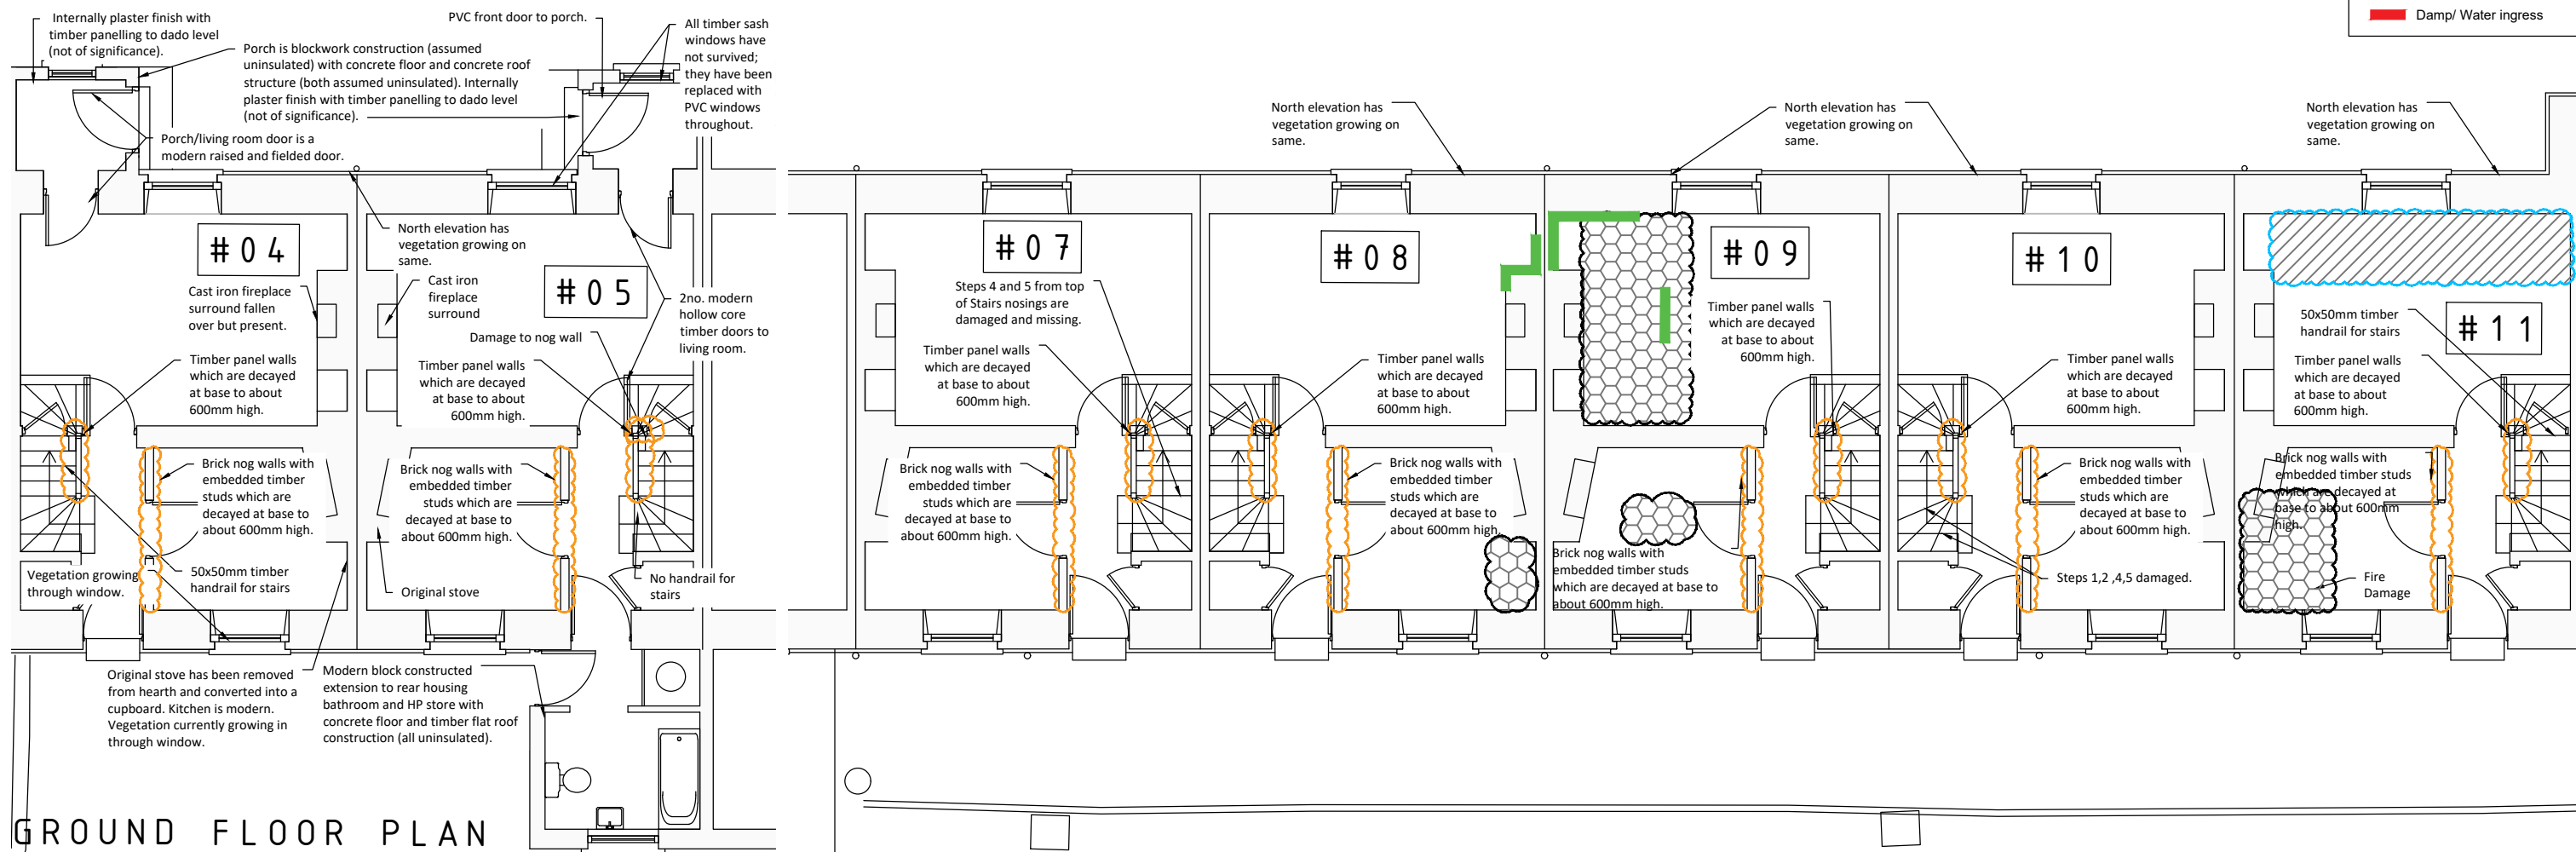 Internally plaster finish with
timber panelling to dado level
(not of significance).
Porch is blockwork construction (assumed
uninsulated) with concrete floor and concrete roof
structure (both assumed uninsulated). Internally
plaster finish with timber panelling to dado level
(not of significance).
PVC front door to porch.
All timber sash
windows have
not survived;
they have been
replaced with
PVC windows
throughout.
Damp/ Water ingress
Porch/living room door is a
modern raised and fielded door.
North elevation has
vegetation growing on
same.
North elevation has
vegetation growing on
same.
North elevation has
vegetation growing on
same.
#04
North elevation has
vegetation growing on
same.
Cast iron fireplace
surround fallen
over but present.
Cast iron
fireplace
surround
#05
2no. modern
hollow core
timber doors to
living room.
Damage to nog wall
Timber panel walls
which are decayed
at base to about
600mm high.
Timber panel walls
which are decayed
at base to about
600mm high.
#07
Steps 4 and 5 from top
of Stairs nosings are
damaged and missing.
Timber panel walls
which are decayed
at base to about
600mm high.
#08
Timber panel walls
which are decayed
at base to about
600mm high.
#09
Timber panel walls
which are decayed
at base to about
600mm high.
#10
Timber panel walls
which are decayed
at base to about
600mm high.
50x50mm timber
handrail for stairs
#11
Timber panel walls
which are decayed
at base to about
600mm high.
Brick nog walls with
embedded timber
studs which are
decayed at base to
about 600mm high.
Brick nog walls with
embedded timber
studs which are
decayed at base to
about 600mm high.
Brick nog walls with
embedded timber
studs which are
decayed at base to
about 600mm high.
Brick nog walls with
embedded timber
studs which are
decayed at base to
about 600mm high.
Brick nog walls with
embedded timber studs
which are decayed at base to
about 600mm high.
Brick nog walls with
embedded timber
studs which are
decayed at base to
about 600mm high.
Brick nog walls with
embedded timber studs
which are decayed at
base to about 600mm
high.
Vegetation growing
through window.
50x50mm timber
handrail for stairs
Original stove
No handrail for
stairs
Steps 1,2 ,4,5 damaged.
Fire
Damage
Original stove has been removed
from hearth and converted into a
cupboard. Kitchen is modern.
Vegetation currently growing in
through window.
Modern block constructed
extension to rear housing
bathroom and HP store with
concrete floor and timber flat roof
construction (all uninsulated).
GROUND FLOOR PLAN